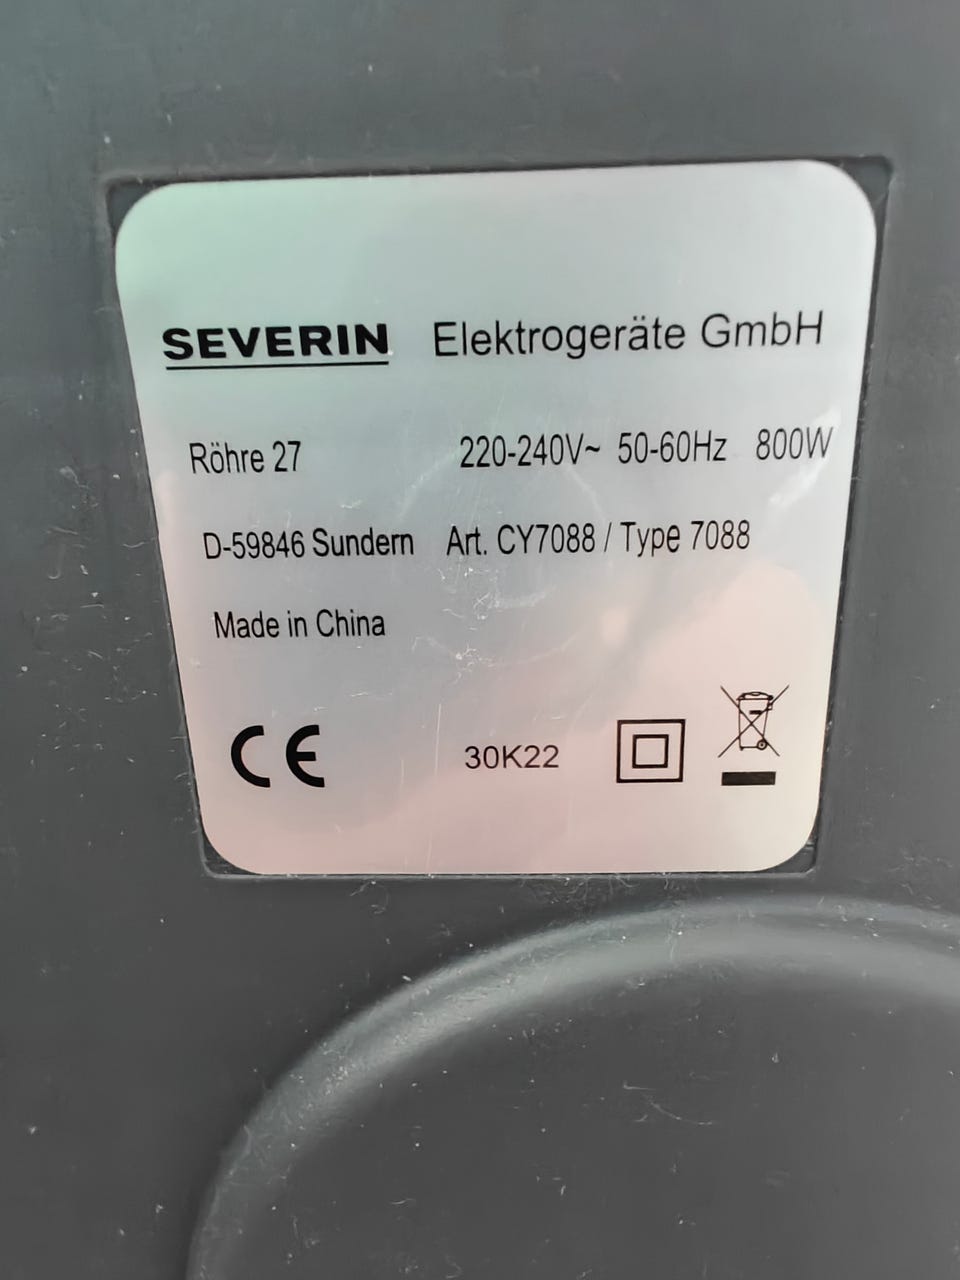 SEVERIN Elektrogeräte GmbH
Röhre 27 220-240V~ 50-60Hz 800W
D-59846 Sundern Art. CY7088 / Type 7088
Made in China
CE 30K22